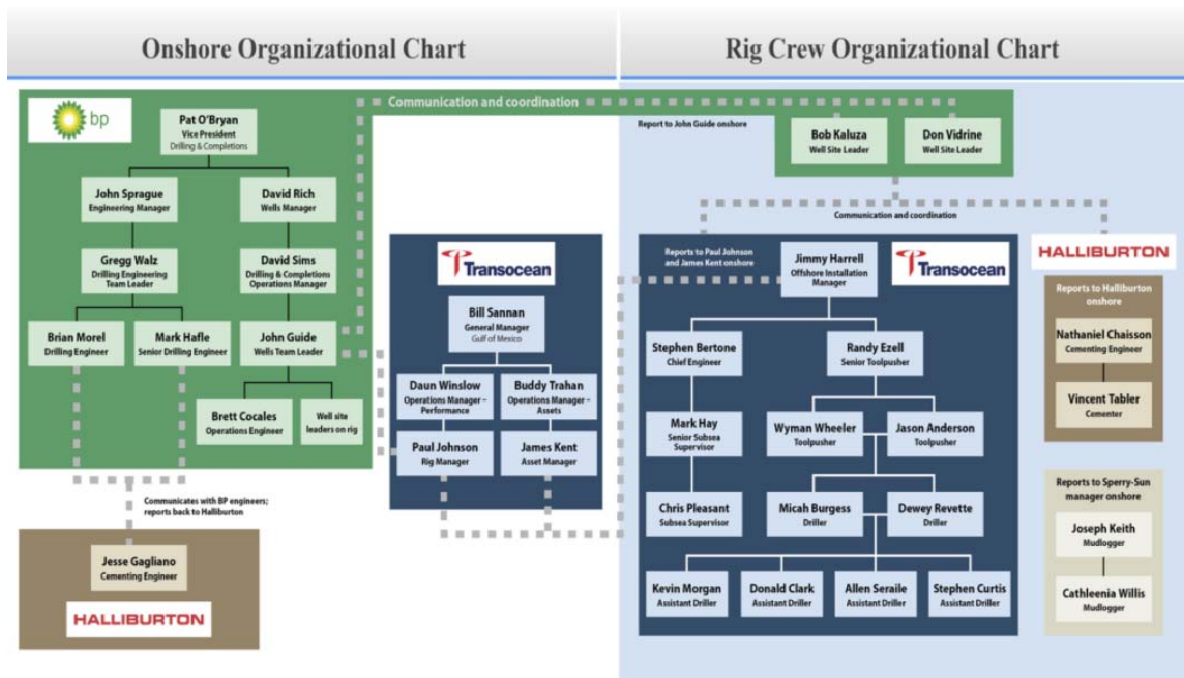 Onshore Organizational Chart
Rig Crew Organizational Chart
bp
Pat O'Bryan
Vice President
Drilling & Completions
John Sprague
Engineering Manager
David Rich
Wells Manager
Gregg Walz
Drilling Engineering
Team Leader
David Sims
Drilling & Completions
Operations Manager
Brian Morel
Drilling Engineer
Mark Hafle
Senior Drilling Engineer
John Guide
Wells Team Leader
Brett Cocales
Operations Engineer
Well site
leaders on rig
Communicates with BP engineers;
reports back to Halliburton
Jesse Gagliano
Cementing Engineer
HALLIBURTON
Communication and coordination
Report to John Guide onshore
Bob Kaluza
Well Site Leader
Don Vidrine
Well Site Leader
Communication and coordination
Transocean
Bill Sannan
General Manager
Gulf of Mexico
Daun Winslow
Operations Manager –
Performance
Buddy Trahan
Operations Manager –
Assets
Paul Johnson
Rig Manager
James Kent
Asset Manager
Reports to Paul Johnson
and James Kent onshore
Jimmy Harrell
Offshore Installation
Manager
Transocean
Stephen Bertone
Chief Engineer
Randy Ezell
Senior Toolpusher
Mark Hay
Senior Subsea
Supervisor
Wyman Wheeler
Toolpusher
Jason Anderson
Toolpusher
Chris Pleasant
Subsea Supervisor
Micah Burgess
Driller
Dewey Revette
Driller
Kevin Morgan
Assistant Driller
Donald Clark
Assistant Driller
Allen Seraile
Assistant Driller
Stephen Curtis
Assistant Driller
HALLIBURTON
Reports to Halliburton
onshore
Nathaniel Chaisson
Cementing Engineer
Vincent Tabler
Cementer
Reports to Sperry-Sun
manager onshore
Joseph Keith
Mudlogger
Cathleenia Willis
Mudlogger